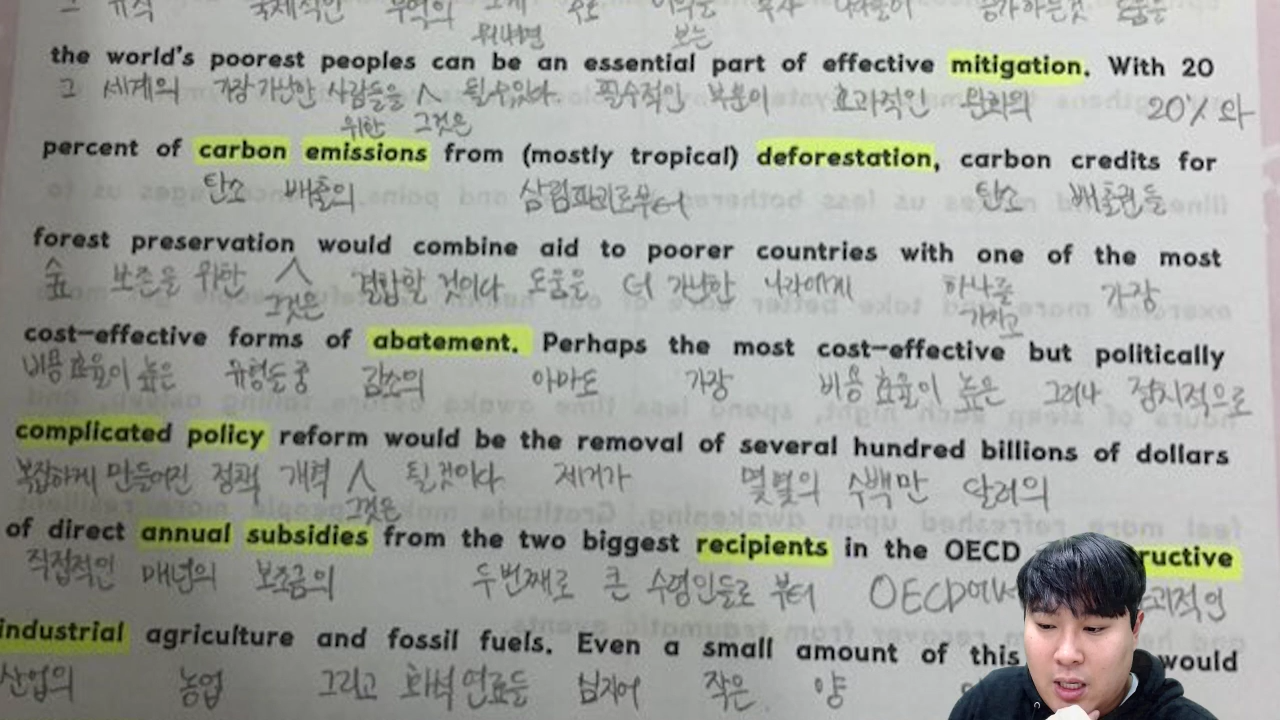 the world's poorest peoples can be an essential part of effective mitigation. With 20
그 세계의 가장 가난한 사람들을 ∧ 될수있다 필수적인 부분이 효과적인 완화의 20% 와
위한 그것은
percent of carbon emissions from (mostly tropical) deforestation, carbon credits for
탄소 배출의 삼림파괴로부터 탄소 배출권들
forest preservation would combine aid to poorer countries with one of the most
숲 보존을 위한 ∧ 결합할 것이다 도움을 더 가난한 나라에게 하나를 가장
그것은 가지고
cost-effective forms of abatement. Perhaps the most cost-effective but politically
비용효율이 높은 유형들중 감소의 아마도 가장 비용 효율이 높은 그러나 정치적으로
complicated policy reform would be the removal of several hundred billions of dollars
복잡하게 만들어진 정책 개혁 ∧ 될것이다 제거가 몇몇의 수백만 달러의
그것은
of direct annual subsidies from the two biggest recipients in the OECD ructive
직접적인 매년의 보조금의 두번째로 큰 수령인들로 부터 OECD에서 괴적인
industrial agriculture and fossil fuels. Even a small amount of this would
산업의 농업 그리고 화석연료들 심지어 작은 양